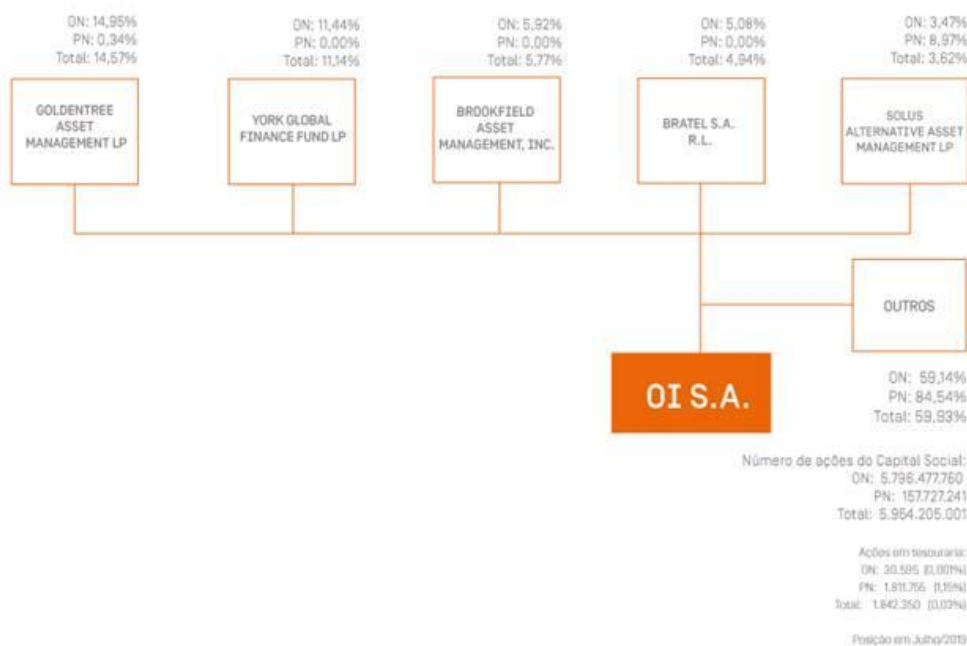 ON: 14,95%
PN: 0,34%
Total: 14,57%
GOLDENTREE
ASSET
MANAGEMENT LP
ON: 11,44%
PN: 0,00%
Total: 11,14%
YORK GLOBAL
FINANCE FUND LP
ON: 5,92%
PN: 0,00%
Total: 5,77%
BROOKFIELD
ASSET
MANAGEMENT, INC.
ON: 5,08%
PN: 0,00%
Total: 4,94%
BRATEL S.A.
R.L.
ON: 3,47%
PN: 8,97%
Total: 3,62%
SOLUS
ALTERNATIVE ASSET
MANAGEMENT LP
OUTROS
ON: 59,14%
PN: 84,54%
Total: 59,93%
OI S.A.
Número de ações do Capital Social:
ON: 5.796.477.760
PN: 157.727.241
Total: 5.954.205.001
Ações em tesouraria:
ON: 30.595 (0,001%)
PN: 1.811.755 (1,15%)
Total: 1.842.350 (0,03%)
Posição em Julho/2019